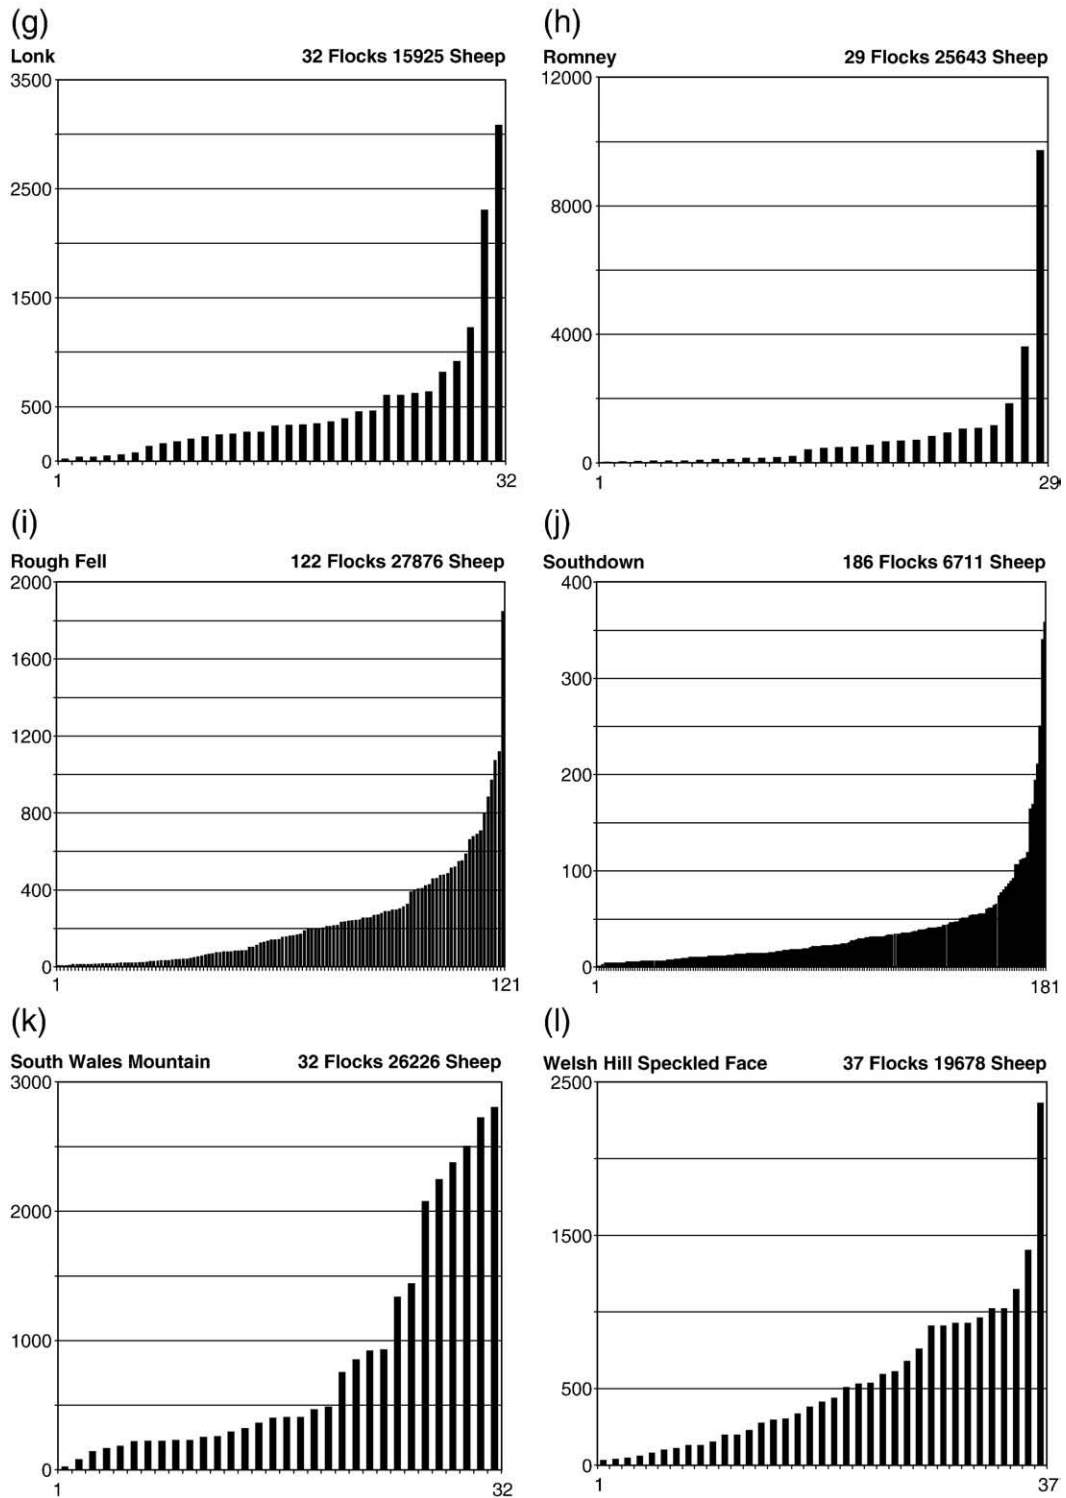 (g)
Lonk 32 Flocks 15925 Sheep
3500
2500
1500
500
0
1 32
(h)
Romney 29 Flocks 25643 Sheep
12000
8000
4000
0
1 29
(i)
Rough Fell 122 Flocks 27876 Sheep
2000
1600
1200
800
400
0
1 121
(j)
Southdown 186 Flocks 6711 Sheep
400
300
200
100
0
1 181
(k)
South Wales Mountain 32 Flocks 26226 Sheep
3000
2000
1000
0
1 32
(l)
Welsh Hill Speckled Face 37 Flocks 19678 Sheep
2500
1500
500
0
1 37